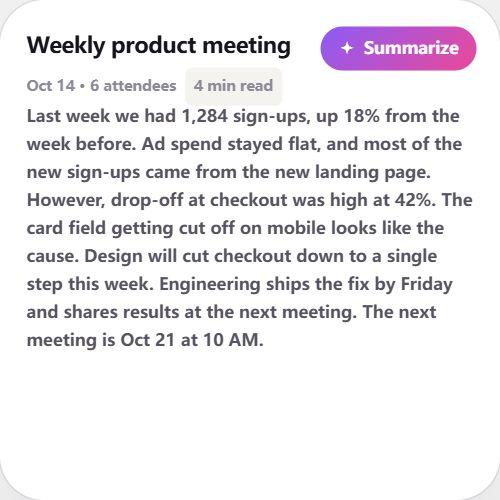 Weekly product meeting
✦ Summarize
Oct 14 • 6 attendees 4 min read
Last week we had 1,284 sign-ups, up 18% from the
week before. Ad spend stayed flat, and most of the
new sign-ups came from the new landing page.
However, drop-off at checkout was high at 42%. The
card field getting cut off on mobile looks like the
cause. Design will cut checkout down to a single
step this week. Engineering ships the fix by Friday
and shares results at the next meeting. The next
meeting is Oct 21 at 10 AM.